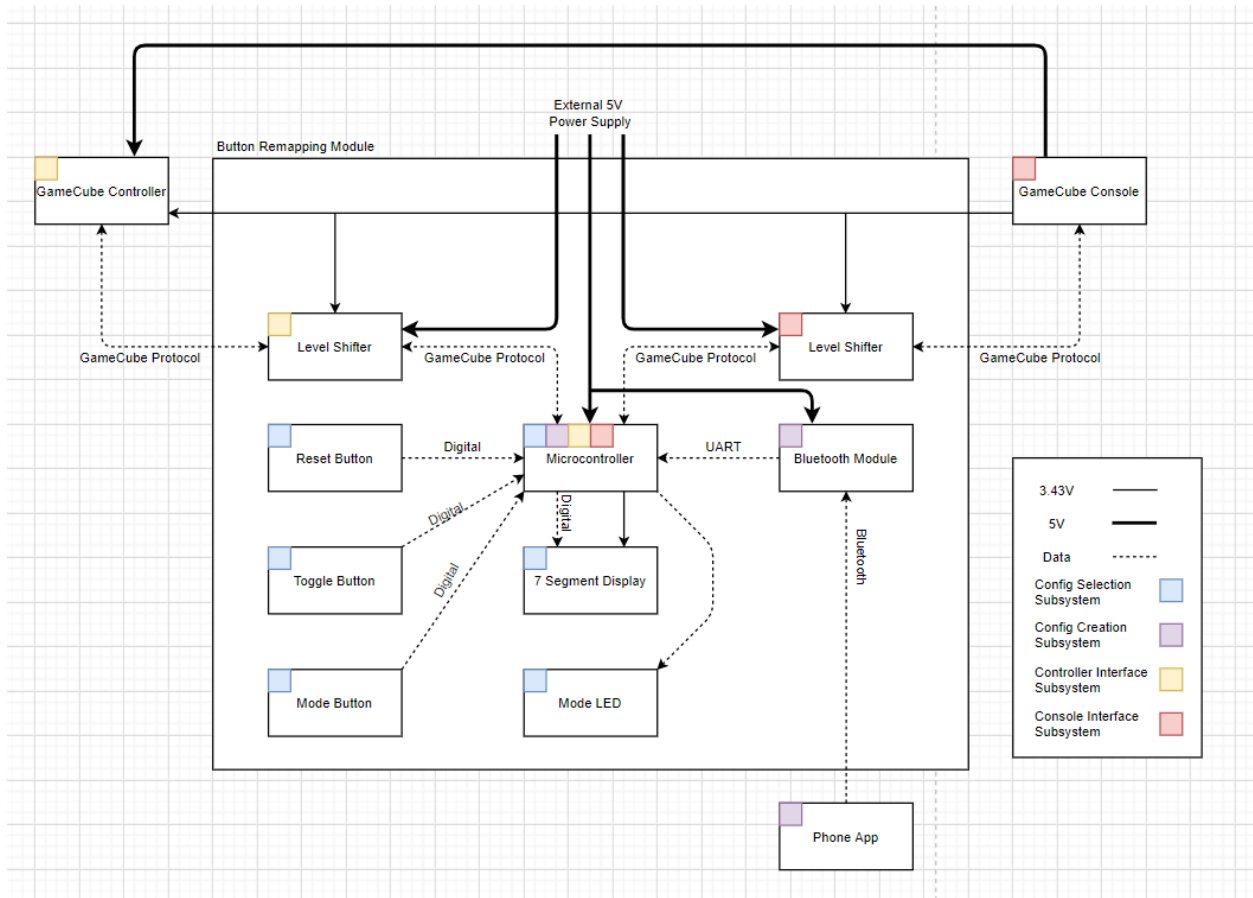 External 5V
Power Supply
Button Remapping Module
GameCube Controller
GameCube Console
Level Shifter
Level Shifter
GameCube Protocol
GameCube Protocol
GameCube Protocol
GameCube Protocol
Reset Button
Digital
Microcontroller
UART
Bluetooth Module
Digital
Digital
Digital
Bluetooth
Toggle Button
7 Segment Display
Mode Button
Mode LED
Phone App
3.43V
5V
Data
Config Selection
Subsystem
Config Creation
Subsystem
Controller Interface
Subsystem
Console Interface
Subsystem